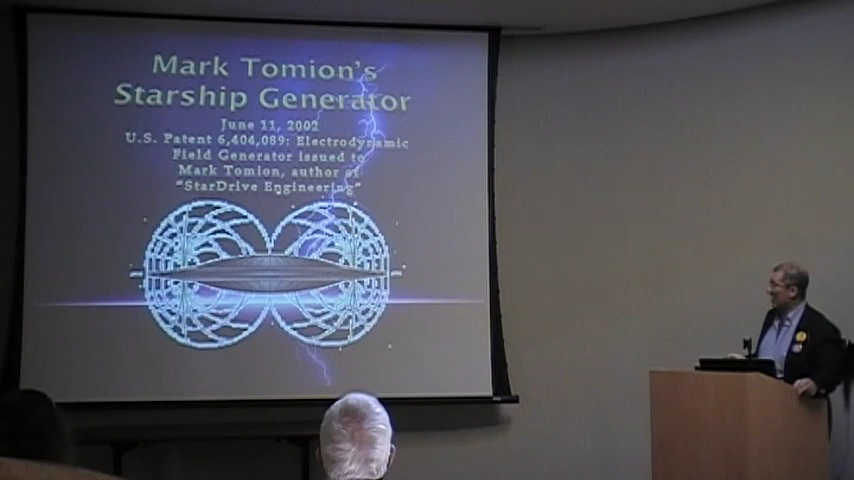 Mark Tomion's
Starship Generator
June 11, 2002
U.S. Patent 6,404,089: Electrodynamic
Field Generator issued to
Mark Tomion, author of
"StarDrive Engineering"